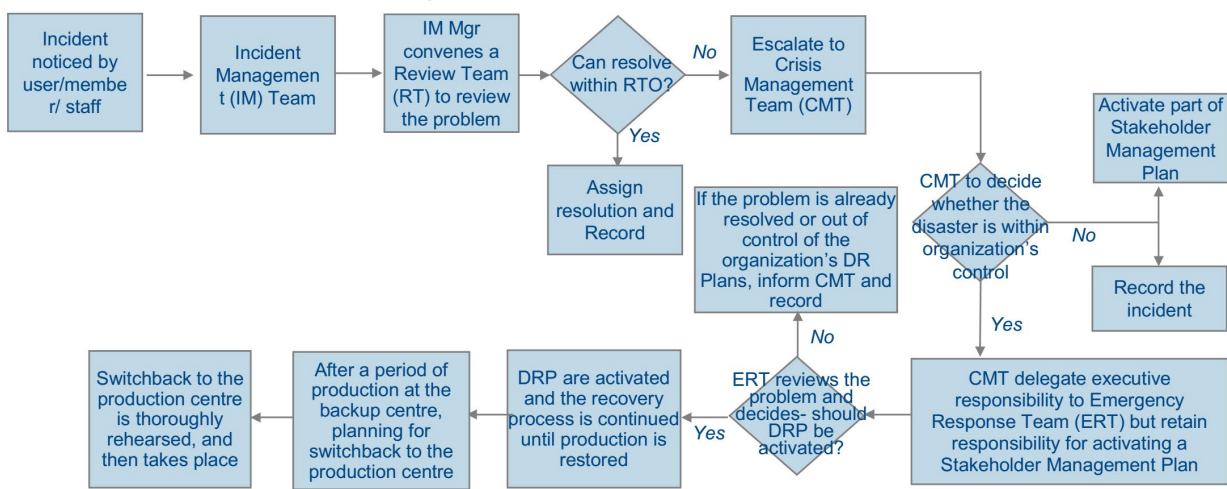 Incident
noticed by
user/membe
r/ staff
Incident
Managemen
t (IM) Team
IM Mgr
convenes a
Review Team
(RT) to review
the problem
Can resolve
within RTO?
No
Yes
Escalate to
Crisis
Management
Team (CMT)
Assign
resolution and
Record
CMT to decide
whether the
disaster is within
organization's
control
No
Yes
Activate part of
Stakeholder
Management
Plan
Record the
incident
CMT delegate executive
responsibility to Emergency
Response Team (ERT) but retain
responsibility for activating a
Stakeholder Management Plan
ERT reviews the
problem and
decides- should
DRP be
activated?
No
Yes
If the problem is already
resolved or out of
control of the
organization's DR
Plans, inform CMT and
record
DRP are activated
and the recovery
process is continued
until production is
restored
After a period of
production at the
backup centre,
planning for
switchback to the
production centre
Switchback to the
production centre
is thoroughly
rehearsed, and
then takes place